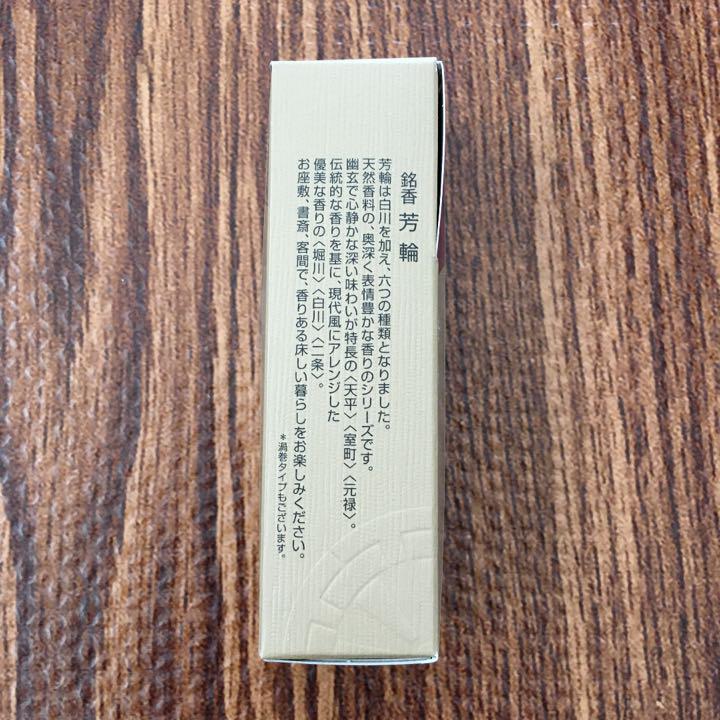 銘香 芳輪
芳輪は白川を加え、六つの種類となりました。
天然香料の、奥深く表情豊かな香りのシリーズです。
幽玄で心静かな深い味わいが特長の〈天平〉〈室町〉〈元禄〉。
伝統的な香りを基に、現代風にアレンジした
優美な香りの〈堀川〉〈白川〉〈二条〉。
お座敷、書斎、客間で、香りある床しい暮らしをお楽しみください。
*渦巻タイプもございます。